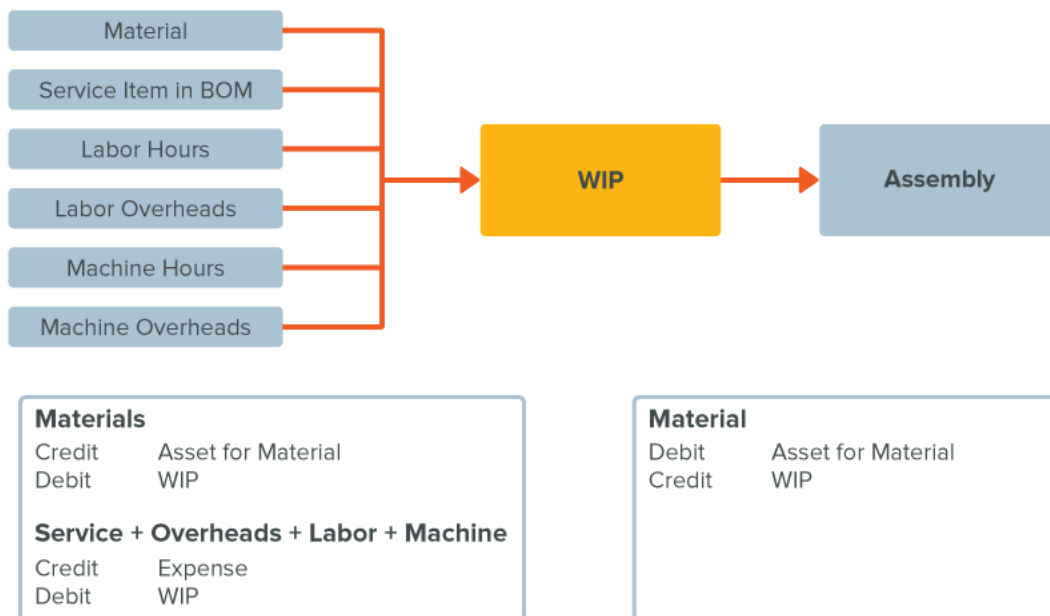 Material
Service Item in BOM
Labor Hours
Labor Overheads
Machine Hours
Machine Overheads
WIP
Assembly
Materials
Credit Asset for Material
Debit WIP
Service + Overheads + Labor + Machine
Credit Expense
Debit WIP
Material
Debit Asset for Material
Credit WIP